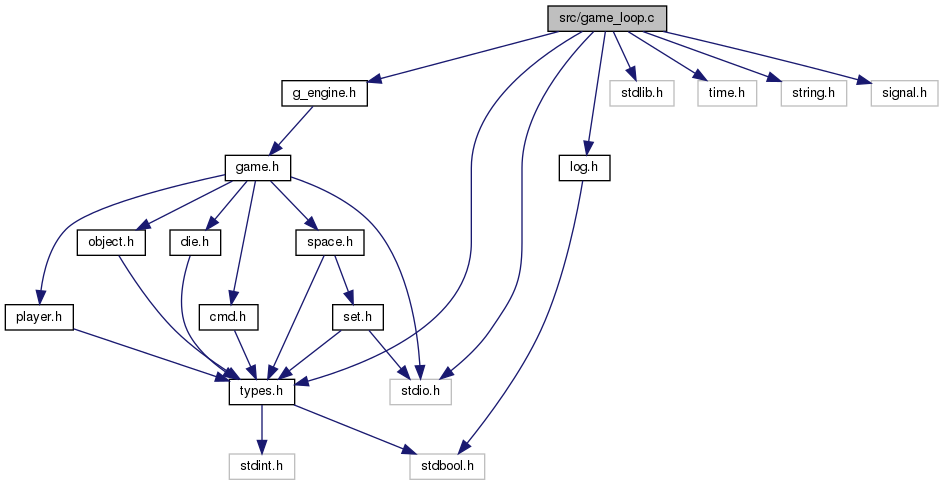 src/game_loop.c
g_engine.h
stdlib.h
time.h
string.h
signal.h
game.h
log.h
object.h
die.h
space.h
player.h
cmd.h
set.h
types.h
stdio.h
stdint.h
stdbool.h